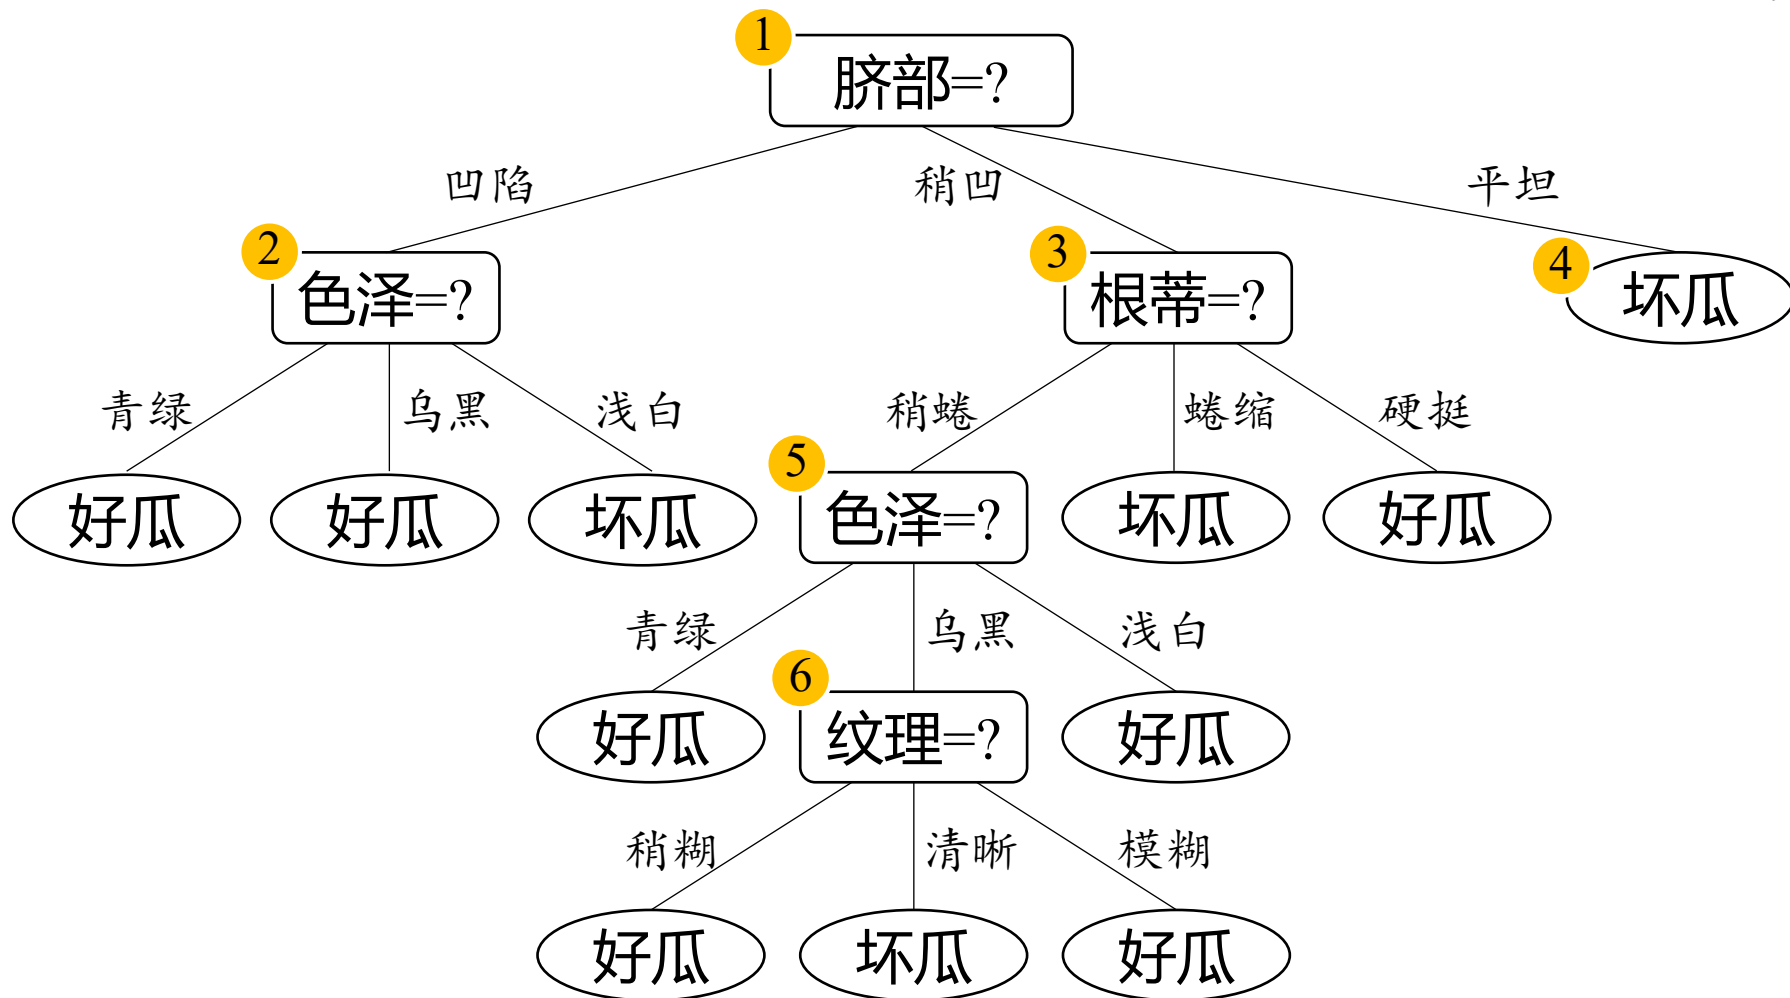 1
脐部=?
凹陷 稍凹 平坦
2 3 4
色泽=? 根蒂=? 坏瓜
青绿 乌黑 浅白 稍蜷 蜷缩 硬挺
5
好瓜 好瓜 坏瓜 色泽=? 坏瓜 好瓜
青绿 乌黑 浅白
6
好瓜 纹理=? 好瓜
稍糊 清晰 模糊
好瓜 坏瓜 好瓜